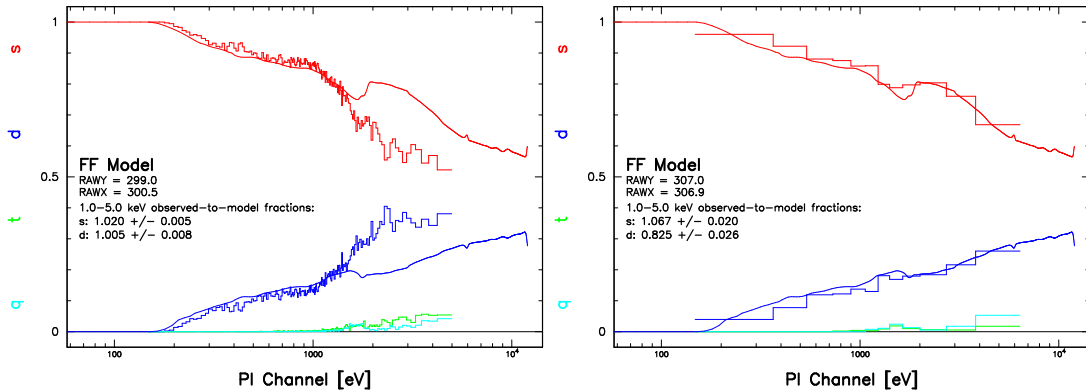 s
d
t
q
1
0.5
0
FF Model
RAWY = 299.0
RAWX = 300.5
1.0−5.0 keV observed−to−model fractions:
s: 1.020 +/− 0.005
d: 1.005 +/− 0.008
100
1000
10⁴
PI Channel [eV]
s
d
t
q
1
0.5
0
FF Model
RAWY = 307.0
RAWX = 306.9
1.0−5.0 keV observed−to−model fractions:
s: 1.067 +/− 0.020
d: 0.825 +/− 0.026
100
1000
10⁴
PI Channel [eV]